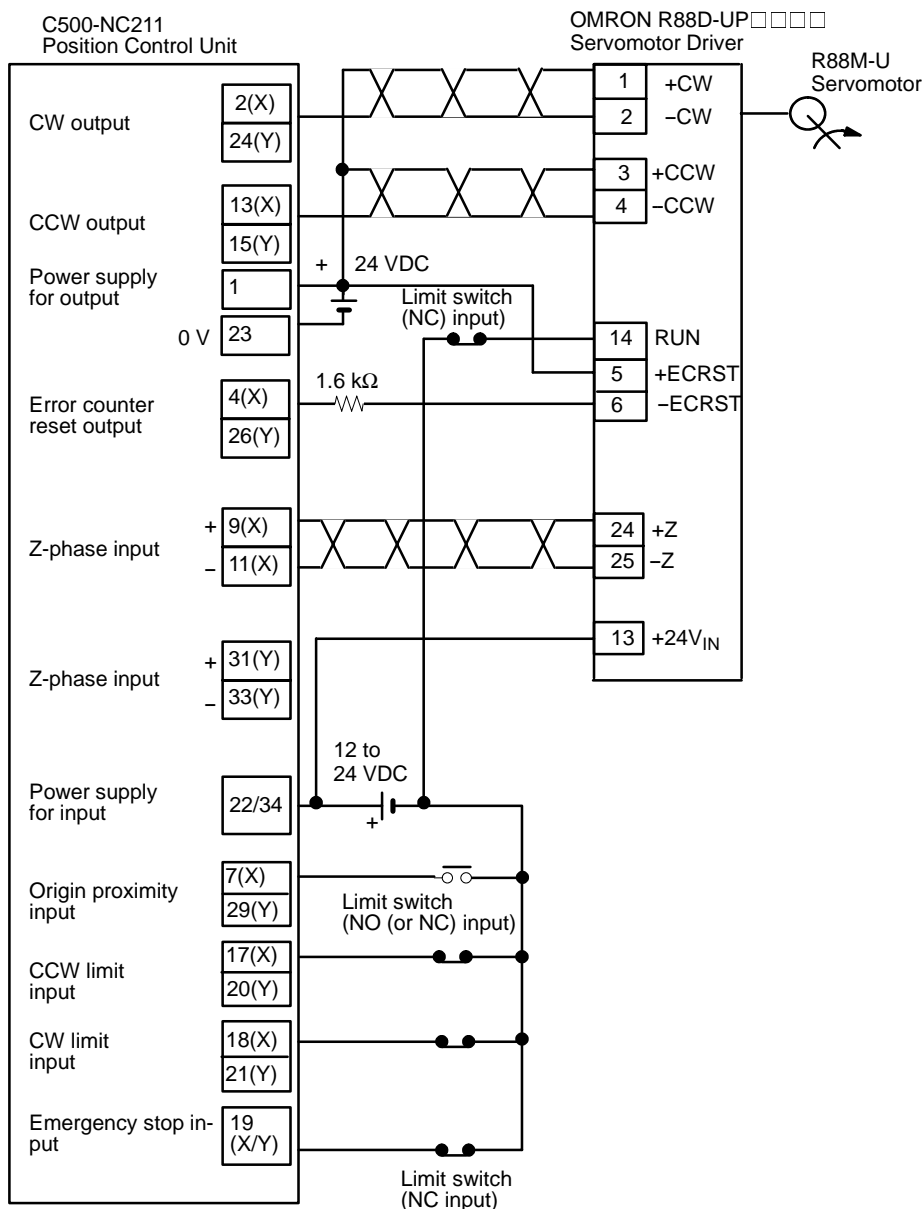 C500-NC211
Position Control Unit
OMRON R88D-UP□□□□
Servomotor Driver
R88M-U
Servomotor
CW output
2(X)
24(Y)
1
+CW
2
−CW
CCW output
13(X)
15(Y)
3
+CCW
4
−CCW
Power supply
for output
1
+
24 VDC
0 V
23
Limit switch
(NC) input)
14
RUN
5
+ECRST
6
−ECRST
Error counter
reset output
4(X)
26(Y)
1.6 kΩ
Z-phase input
+
9(X)
−
11(X)
24
+Z
25
−Z
13
+24VIN
Z-phase input
+
31(Y)
−
33(Y)
12 to
24 VDC
+
Power supply
for input
22/34
Origin proximity
input
7(X)
29(Y)
Limit switch
(NO (or NC) input)
CCW limit
input
17(X)
20(Y)
CW limit
input
18(X)
21(Y)
Emergency stop in-
put
19
(X/Y)
Limit switch
(NC input)